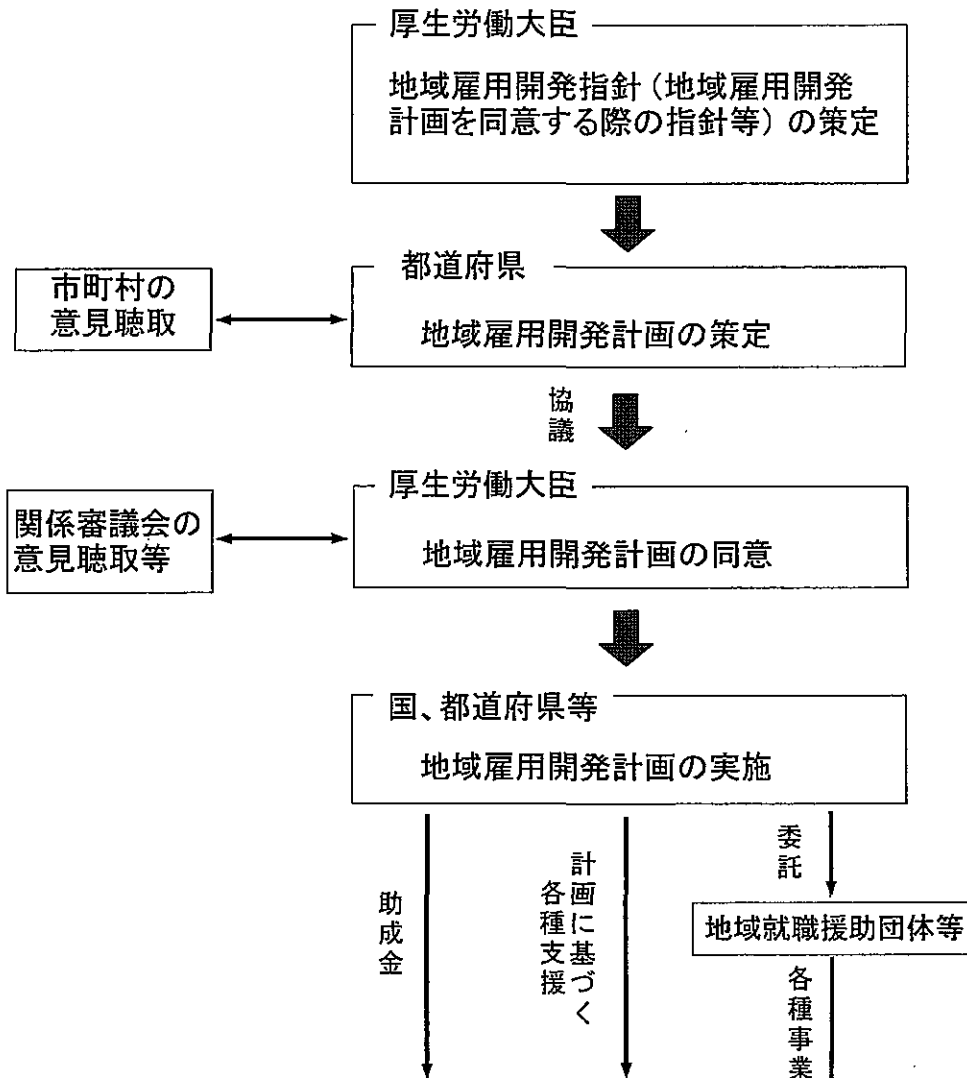 厚生労働大臣
地域雇用開発指針(地域雇用開発
計画を同意する際の指針等)の策定
市町村の
意見聴取
都道府県
地域雇用開発計画の策定
協議
関係審議会の
意見聴取等
厚生労働大臣
地域雇用開発計画の同意
国、都道府県等
地域雇用開発計画の実施
助成金
計画に基づく
各種支援
委託
地域就職援助団体等
各種事業